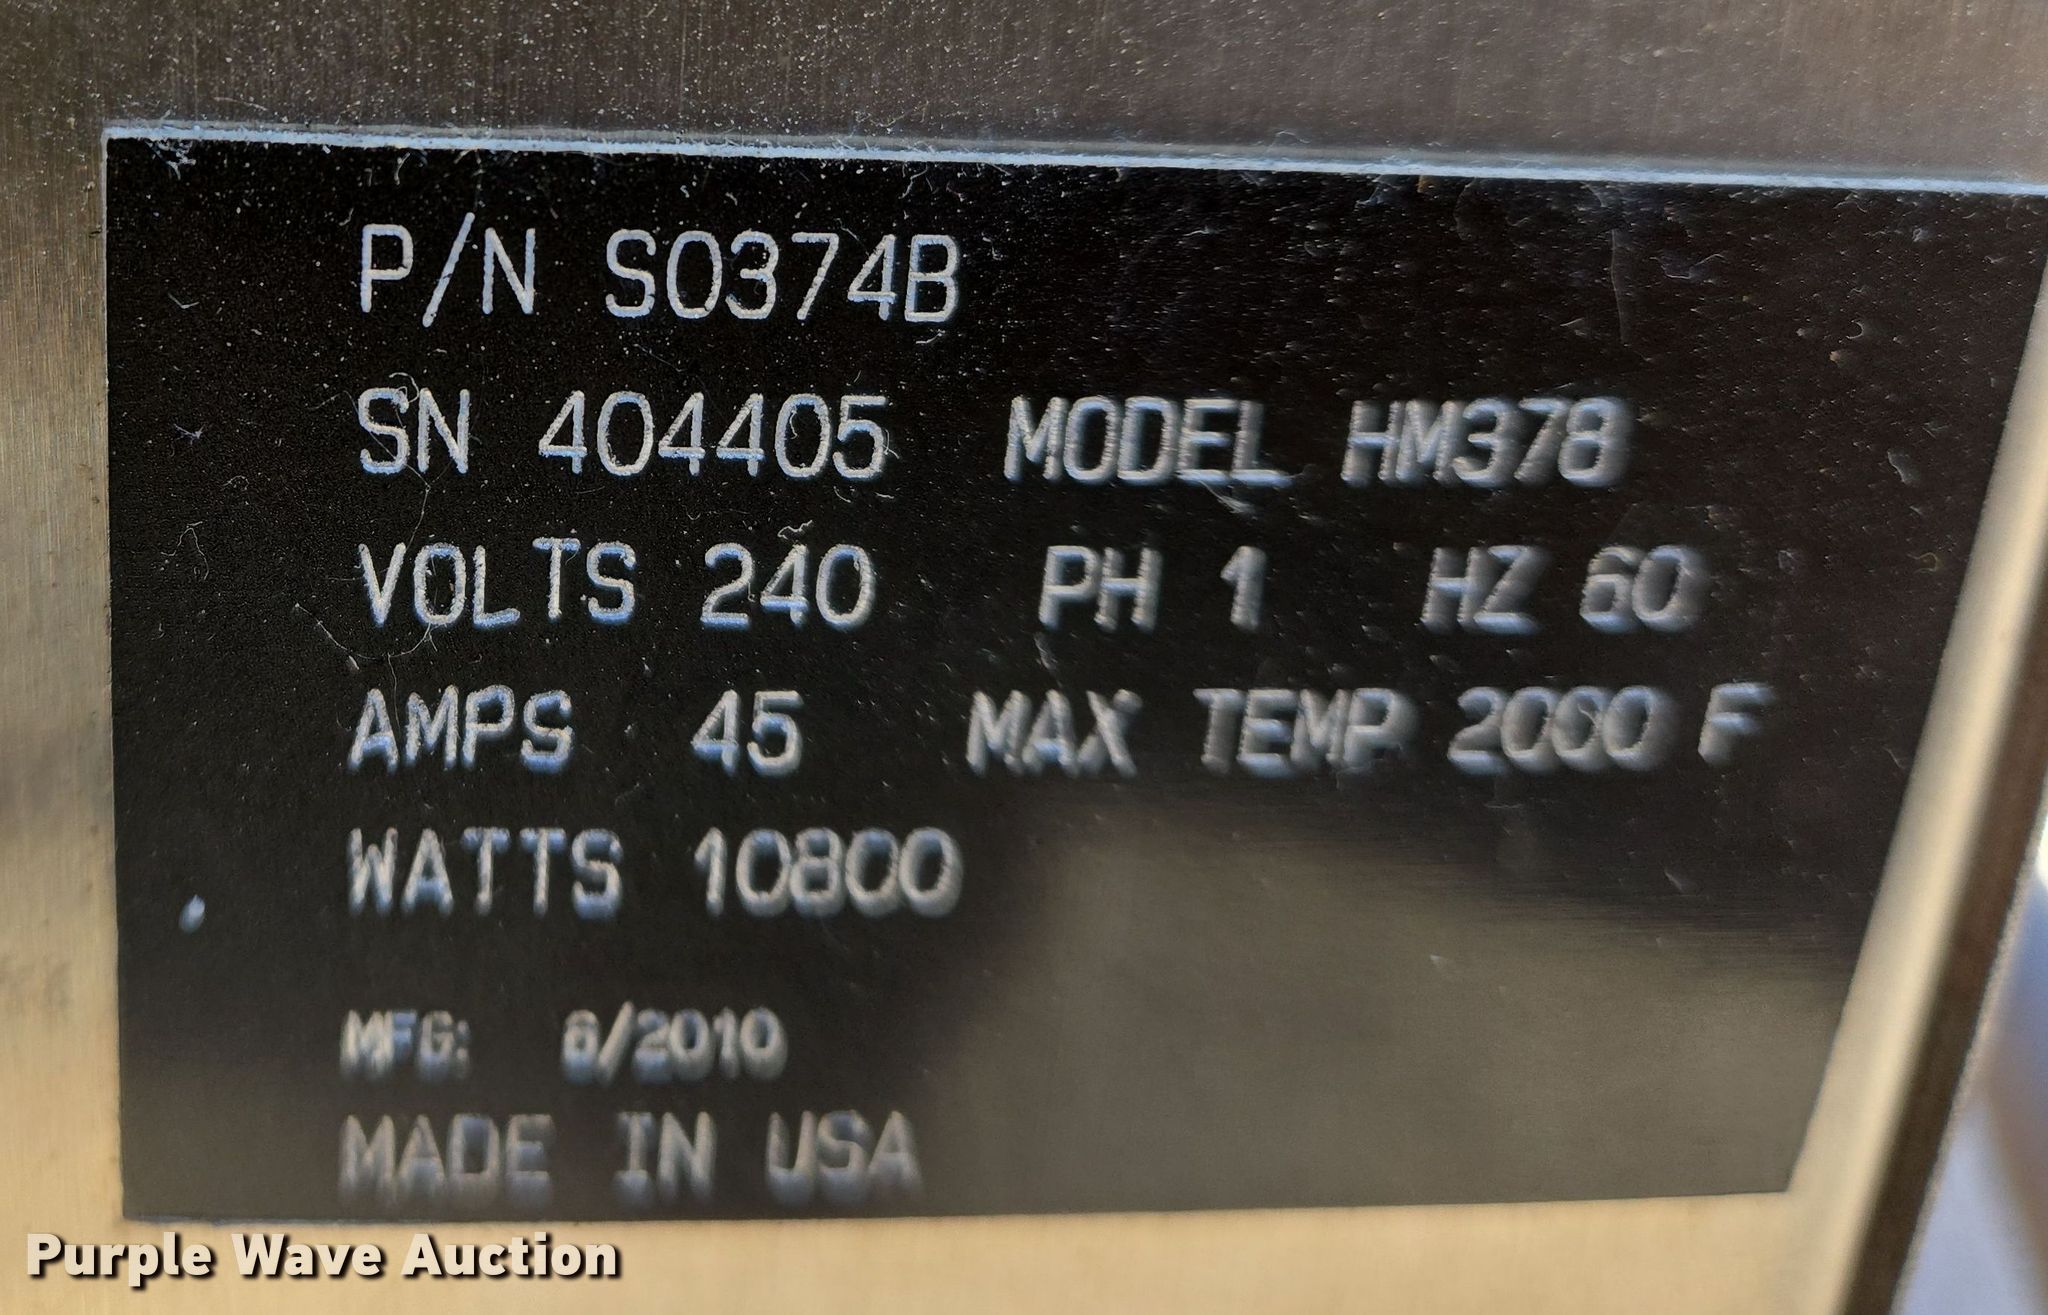 P/N SO374B
SN 404405 MODEL HM378
VOLTS 240 PH 1 HZ 60
AMPS 45 MAX TEMP 2000 F
WATTS 10800
MFG: 6/2010
MADE IN USA
Purple Wave Auction